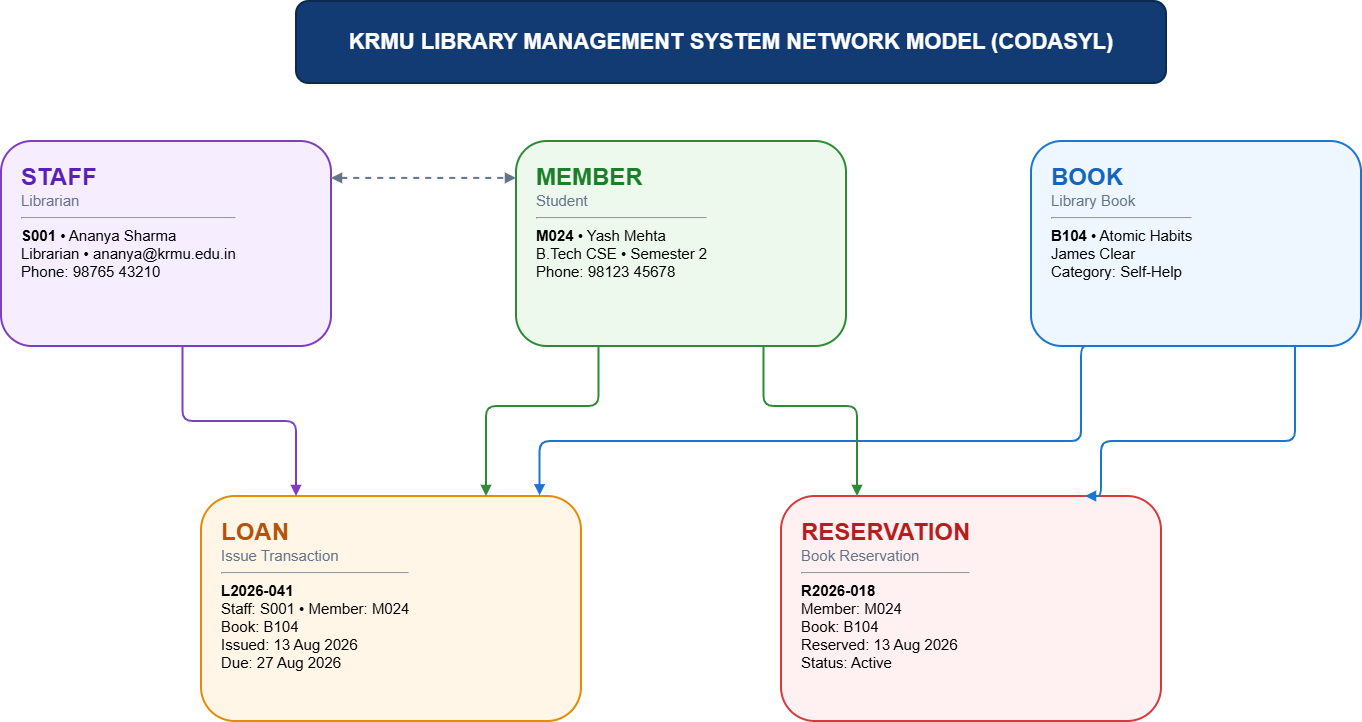 KRMU LIBRARY MANAGEMENT SYSTEM NETWORK MODEL (CODASYL)
STAFF
Librarian
S001 • Ananya Sharma
Librarian • ananya@krmu.edu.in
Phone: 98765 43210
MEMBER
Student
M024 • Yash Mehta
B.Tech CSE • Semester 2
Phone: 98123 45678
BOOK
Library Book
B104 • Atomic Habits
James Clear
Category: Self-Help
LOAN
Issue Transaction
L2026-041
Staff: S001 • Member: M024
Book: B104
Issued: 13 Aug 2026
Due: 27 Aug 2026
RESERVATION
Book Reservation
R2026-018
Member: M024
Book: B104
Reserved: 13 Aug 2026
Status: Active